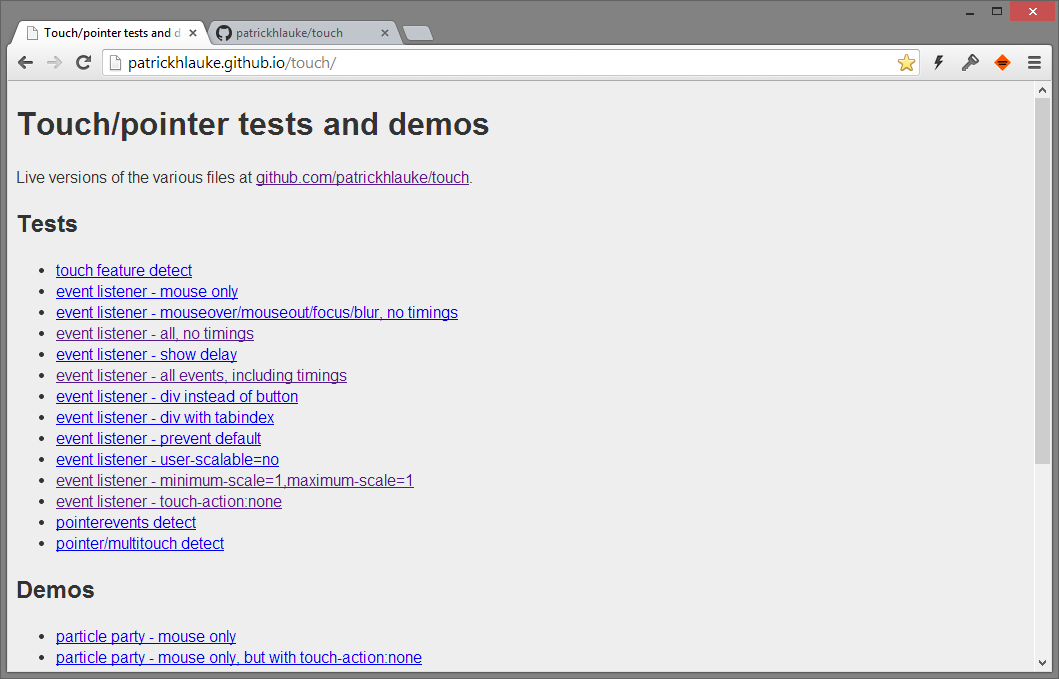 Touch/pointer tests and d
patrickhlauke/touch
patrickhlauke.github.io/touch/
Touch/pointer tests and demos
Live versions of the various files at github.com/patrickhlauke/touch.
Tests
touch feature detect
event listener - mouse only
event listener - mouseover/mouseout/focus/blur, no timings
event listener - all, no timings
event listener - show delay
event listener - all events, including timings
event listener - div instead of button
event listener - div with tabindex
event listener - prevent default
event listener - user-scalable=no
event listener - minimum-scale=1,maximum-scale=1
event listener - touch-action:none
pointerevents detect
pointer/multitouch detect
Demos
particle party - mouse only
particle party - mouse only, but with touch-action:none